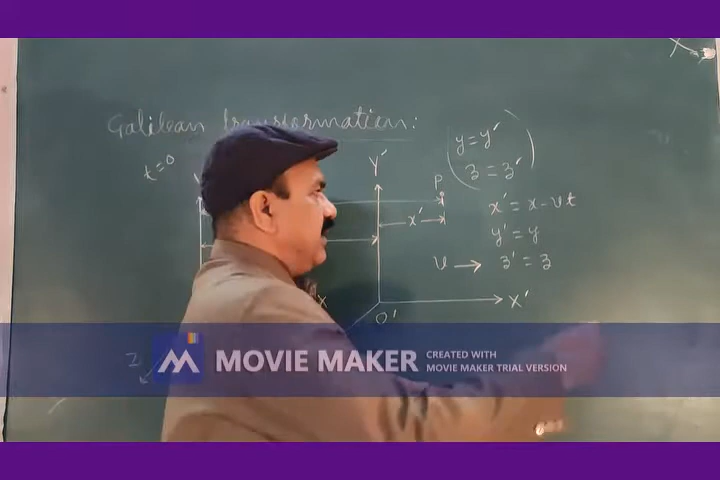 Galilean transformation:
t=0
Y'
P
y = y'
z = z'
x'
x' = x - vt
y' = y
v → z' = z
X
X'
O'
Z
MOVIE MAKER
CREATED WITH
MOVIE MAKER TRIAL VERSION